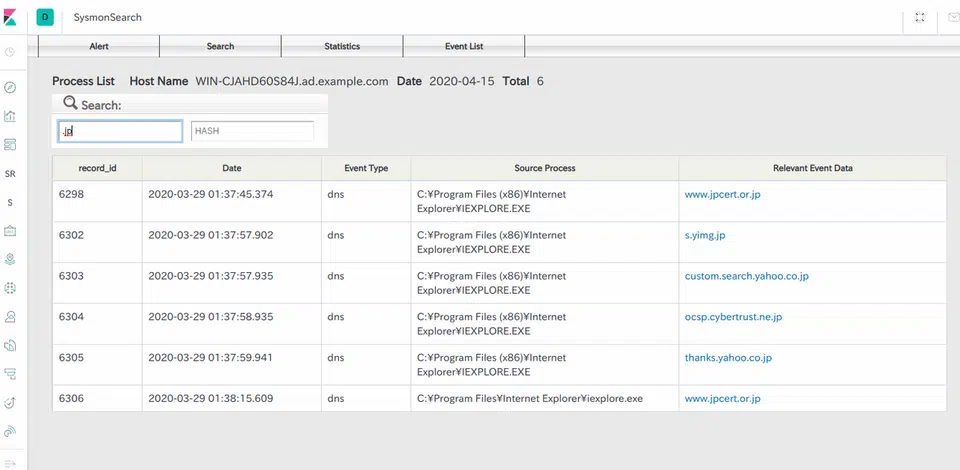 D SysmonSearch
Alert Search Statistics Event List
Process List Host Name WIN-CJAHD60S84J.ad.example.com Date 2020-04-15 Total 6
Search:
.jp HASH
record_id Date Event Type Source Process Relevant Event Data
6298 2020-03-29 01:37:45.374 dns C:¥Program Files (x86)¥Internet www.jpcert.or.jp
Explorer¥IEXPLORE.EXE
6302 2020-03-29 01:37:57.902 dns C:¥Program Files (x86)¥Internet s.yimg.jp
Explorer¥IEXPLORE.EXE
6303 2020-03-29 01:37:57.935 dns C:¥Program Files (x86)¥Internet custom.search.yahoo.co.jp
Explorer¥IEXPLORE.EXE
SR
S
6304 2020-03-29 01:37:58.935 dns C:¥Program Files (x86)¥Internet ocsp.cybertrust.ne.jp
Explorer¥IEXPLORE.EXE
6305 2020-03-29 01:37:59.941 dns C:¥Program Files (x86)¥Internet thanks.yahoo.co.jp
Explorer¥IEXPLORE.EXE
6306 2020-03-29 01:38:15.609 dns C:¥Program Files¥Internet Explorer¥iexplore.exe www.jpcert.or.jp